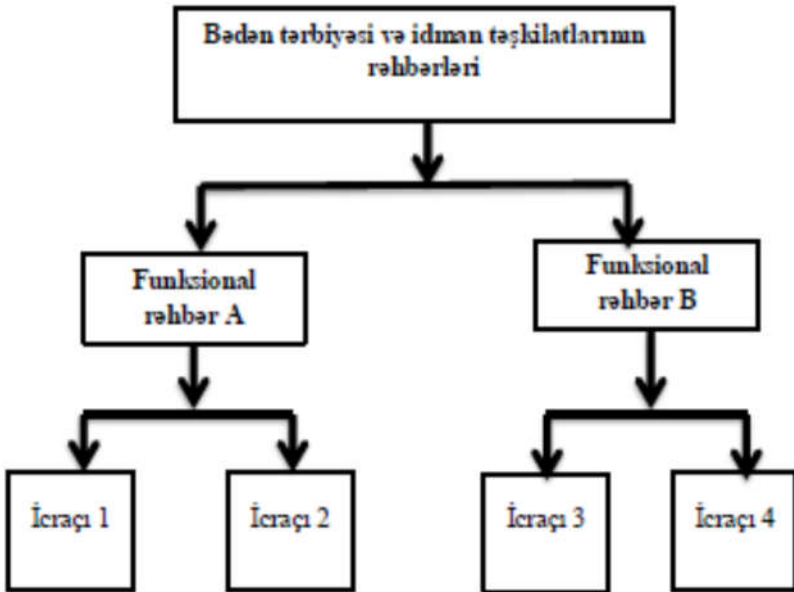 Bədən tərbiyəsi və idman təşkilatlarının
rəhbərləri
Funksional
rəhbər A
Funksional
rəhbər B
İcraçı 1
İcraçı 2
İcraçı 3
İcraçı 4